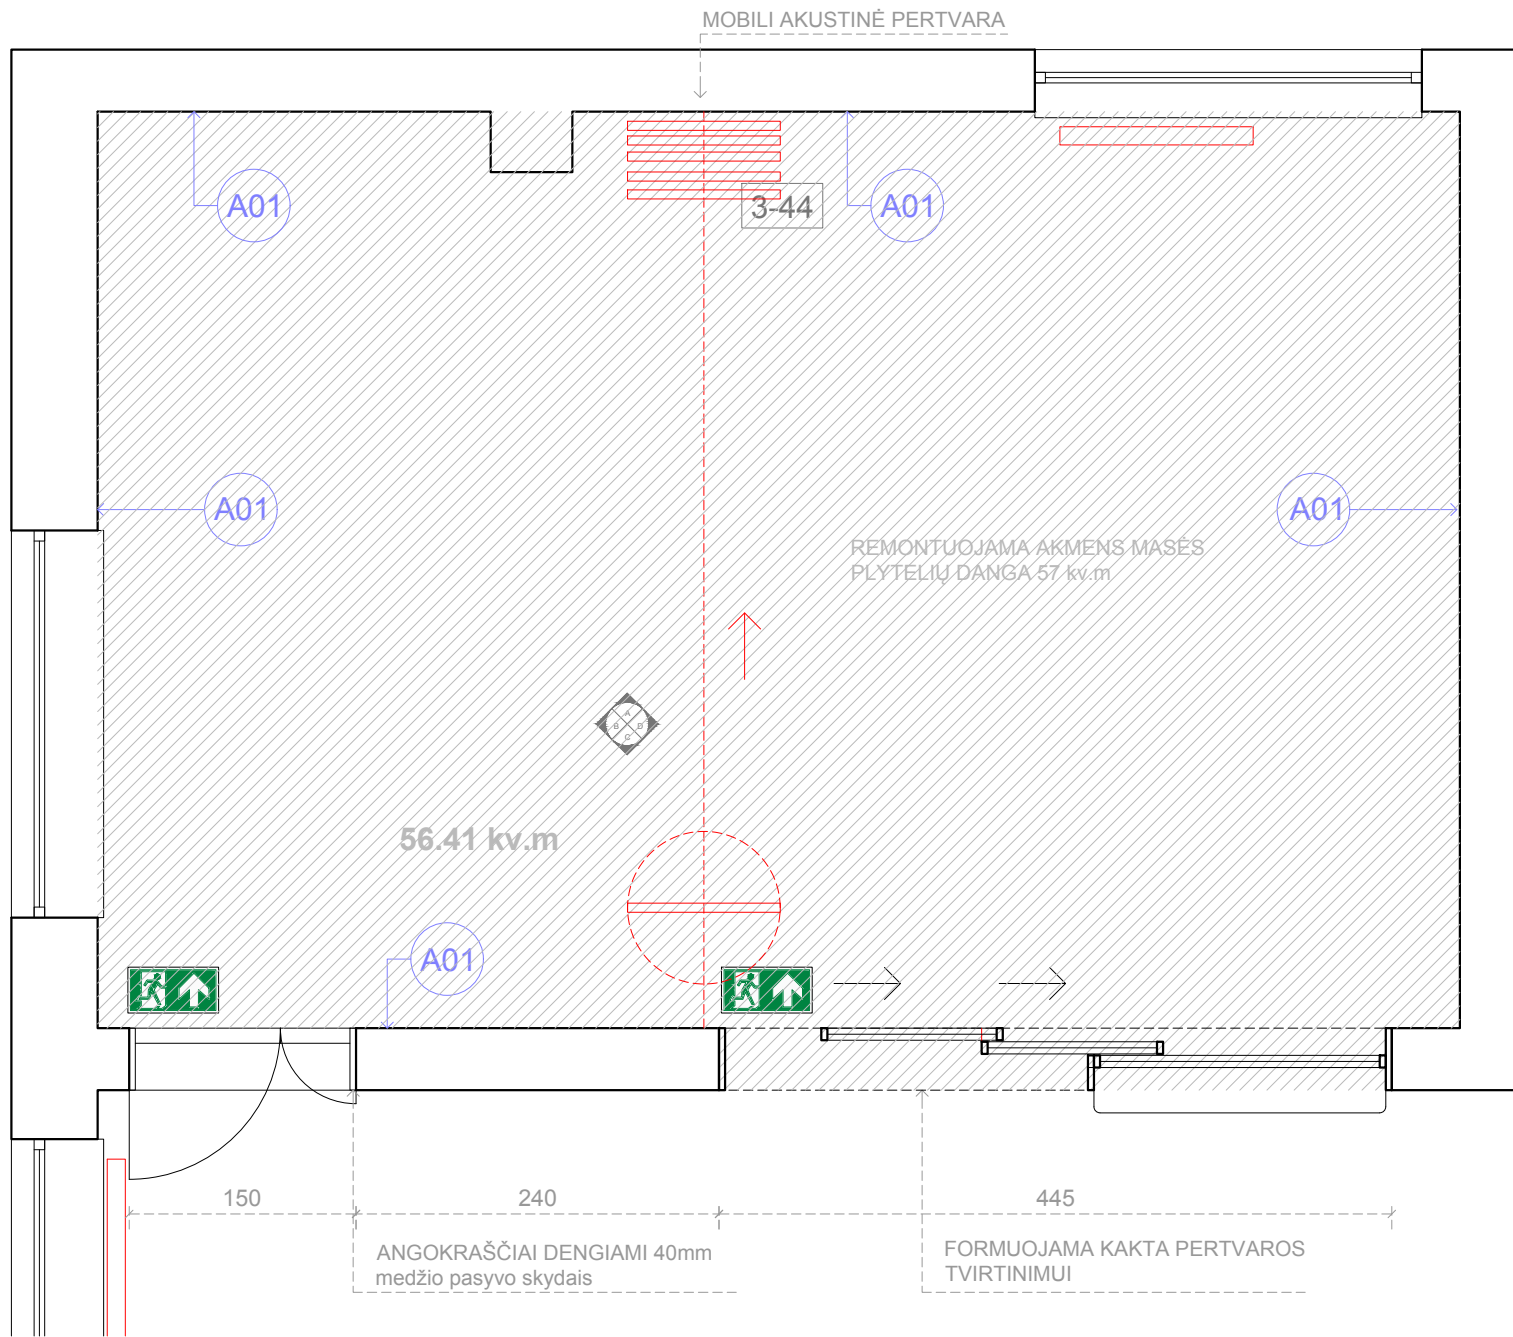 MOBILI AKUSTINĖ PERTVARA
A01
3-44
A01
A01
A01
REMONTUOJAMA AKMENS MASĖS
PLYTELIŲ DANGA 57 kv.m
A
B D
C
56.41 kv.m
A01
150
240
445
ANGOKRAŠČIAI DENGIAMI 40mm
medžio pasyvo skydais
FORMUOJAMA KAKTA PERTVAROS
TVIRTINIMUI